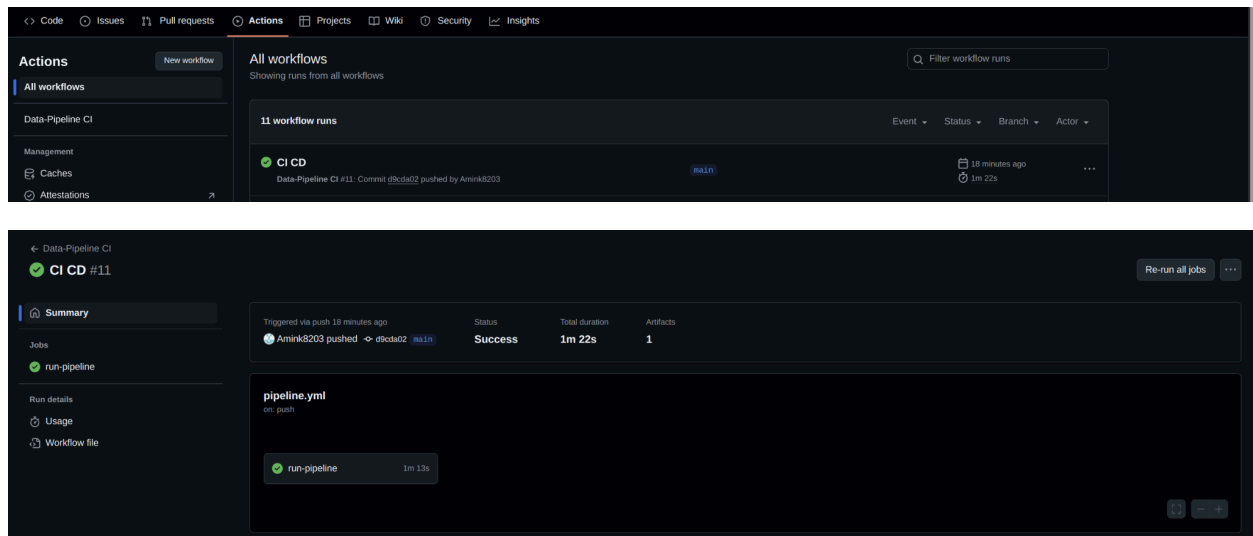 Code Issues Pull requests Actions Projects Wiki Security Insights
Actions New workflow
All workflows
Data-Pipeline CI
Management
Caches
Attestations
All workflows
Showing runs from all workflows
Filter workflow runs
11 workflow runs Event Status Branch Actor
CI CD
Data-Pipeline CI #11: Commit d9cda02 pushed by Amink8203
main
18 minutes ago
1m 22s
Data-Pipeline CI
CI CD #11
Re-run all jobs
Summary
Jobs
run-pipeline
Run details
Usage
Workflow file
Triggered via push 18 minutes ago Status Total duration Artifacts
Amink8203 pushed d9cda02 main Success 1m 22s 1
pipeline.yml
on: push
run-pipeline 1m 13s